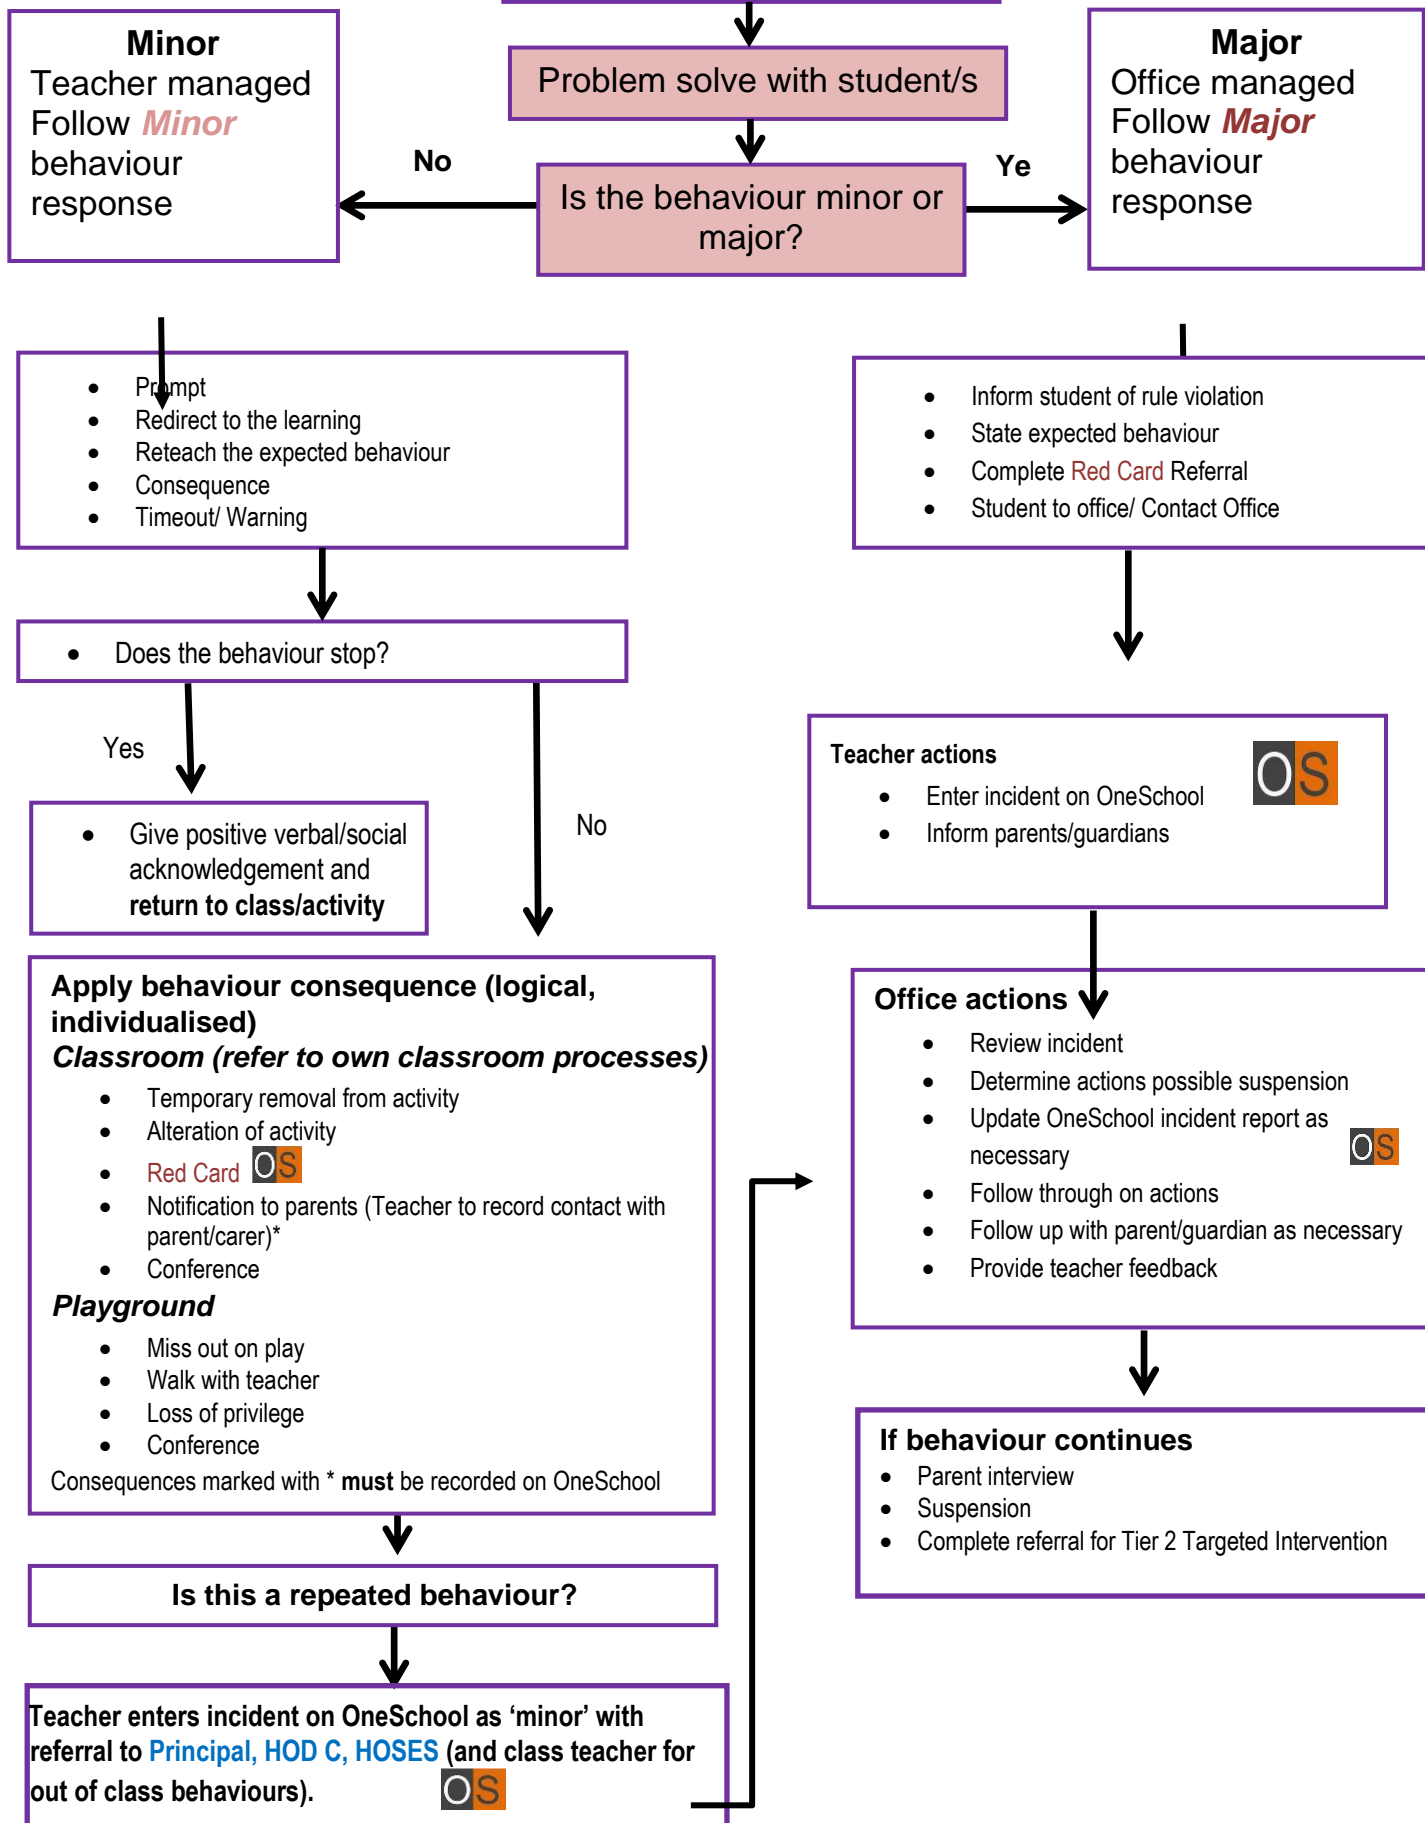 Minor
Teacher managed
Follow Minor
behaviour
response
Problem solve with student/s
Major
Office managed
Follow Major
behaviour
response
No
Ye
Is the behaviour minor or
major?
• Prompt
• Redirect to the learning
• Reteach the expected behaviour
• Consequence
• Timeout/ Warning
• Inform student of rule violation
• State expected behaviour
• Complete Red Card Referral
• Student to office/ Contact Office
• Does the behaviour stop?
Yes
No
• Give positive verbal/social
acknowledgement and
return to class/activity
Teacher actions
OS
• Enter incident on OneSchool
• Inform parents/guardians
Apply behaviour consequence (logical,
individualised)
Classroom (refer to own classroom processes)
• Temporary removal from activity
• Alteration of activity
• Red Card OS
• Notification to parents (Teacher to record contact with
parent/carer)*
• Conference
Playground
• Miss out on play
• Walk with teacher
• Loss of privilege
• Conference
Consequences marked with * must be recorded on OneSchool
Office actions
• Review incident
• Determine actions possible suspension
• Update OneSchool incident report as
necessary OS
• Follow through on actions
• Follow up with parent/guardian as necessary
• Provide teacher feedback
If behaviour continues
• Parent interview
• Suspension
• Complete referral for Tier 2 Targeted Intervention
Is this a repeated behaviour?
Teacher enters incident on OneSchool as ‘minor’ with
referral to Principal, HOD C, HOSES (and class teacher for
out of class behaviours). OS